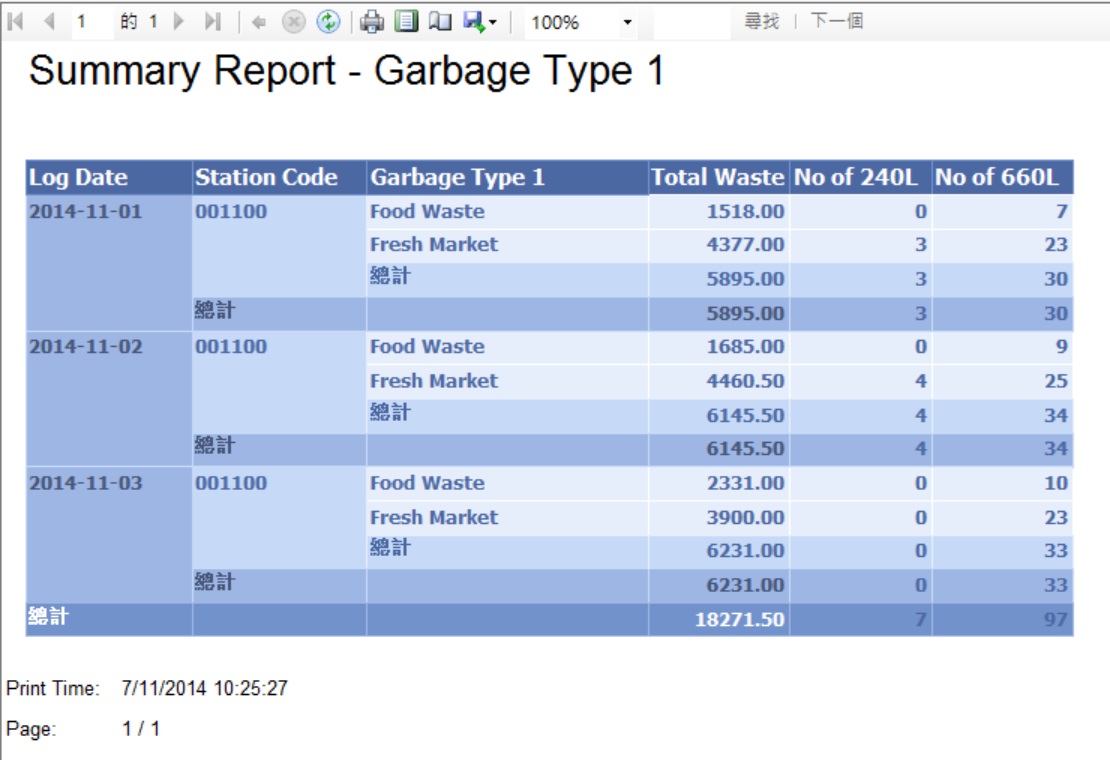 1 的 1 100% 尋找 | 下一個
Summary Report - Garbage Type 1
Log Date Station Code Garbage Type 1 Total Waste No of 240L No of 660L
2014-11-01 001100 Food Waste 1518.00 0 7
Fresh Market 4377.00 3 23
總計 5895.00 3 30
總計 5895.00 3 30
2014-11-02 001100 Food Waste 1685.00 0 9
Fresh Market 4460.50 4 25
總計 6145.50 4 34
總計 6145.50 4 34
2014-11-03 001100 Food Waste 2331.00 0 10
Fresh Market 3900.00 0 23
總計 6231.00 0 33
總計 6231.00 0 33
總計 18271.50 7 97
Print Time: 7/11/2014 10:25:27
Page: 1 / 1